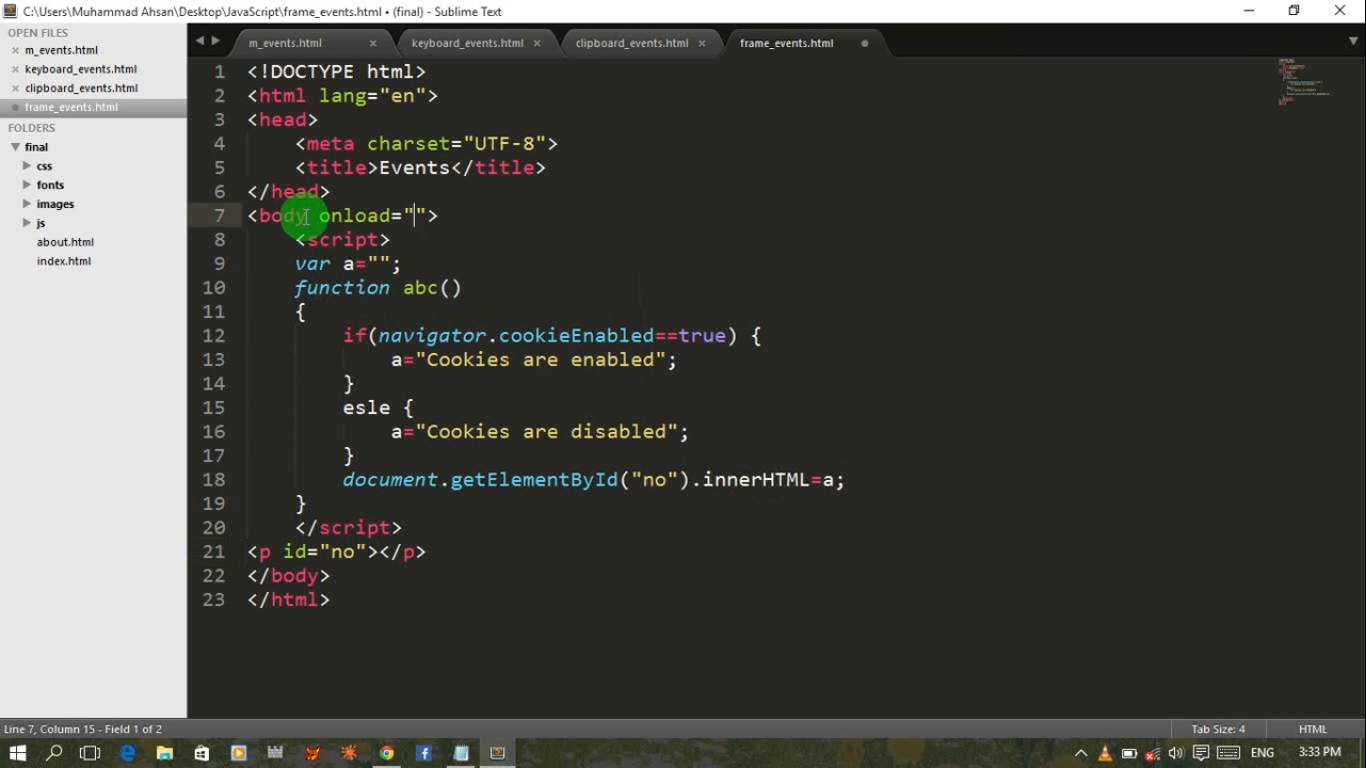 C:\Users\Muhammad Ahsan\Desktop\JavaScript\frame_events.html • (final) - Sublime Text
OPEN FILES
m_events.html
keyboard_events.html
clipboard_events.html
frame_events.html
FOLDERS
final
css
fonts
images
js
about.html
index.html
m_events.html × keyboard_events.html × clipboard_events.html × frame_events.html
1 <!DOCTYPE html>
2 <html lang="en">
3 <head>
4 <meta charset="UTF-8">
5 <title>Events</title>
6 </head>
7 <body onload="">
8 <script>
9 var a="";
10 function abc()
11 {
12 if(navigator.cookieEnabled==true) {
13 a="Cookies are enabled";
14 }
15 esle {
16 a="Cookies are disabled";
17 }
18 document.getElementById("no").innerHTML=a;
19 }
20 </script>
21 <p id="no"></p>
22 </body>
23 </html>
Line 7, Column 15 - Field 1 of 2 Tab Size: 4 HTML
ENG 3:33 PM